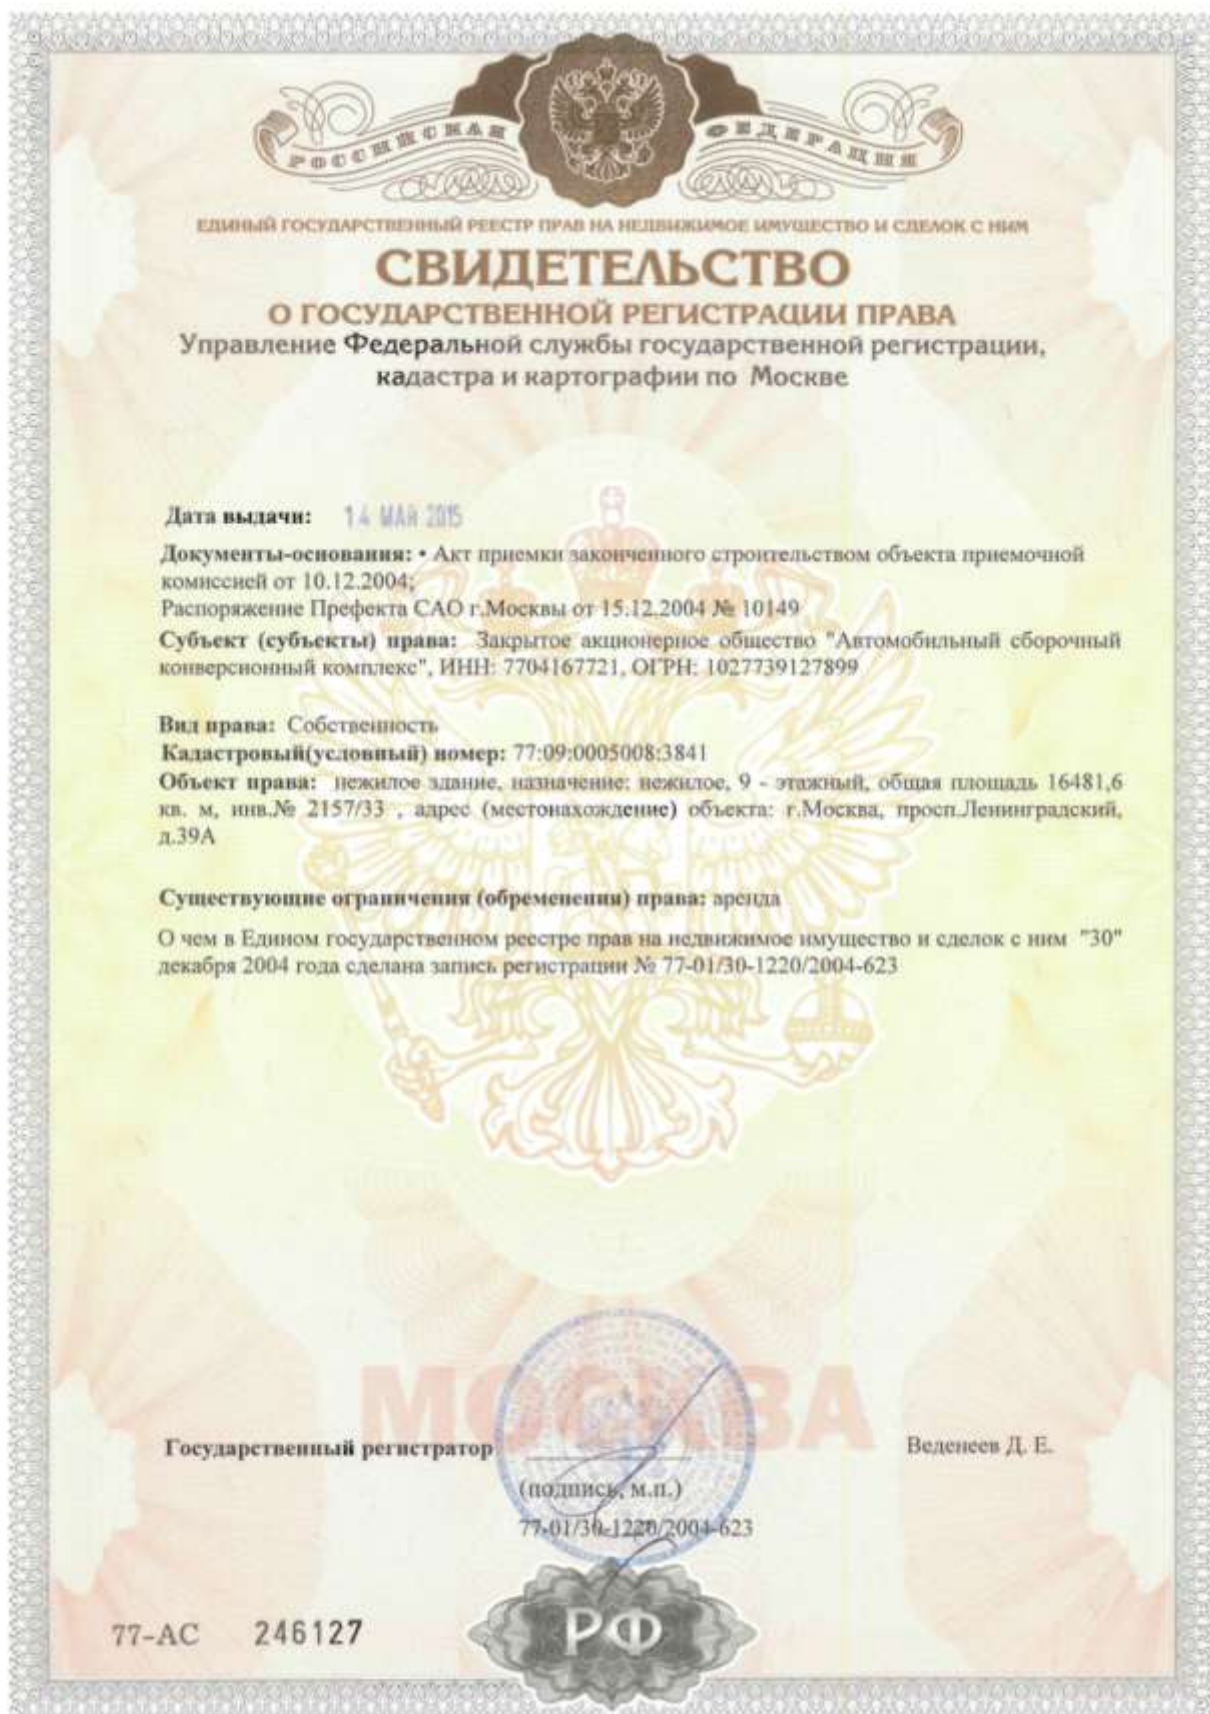 РОССИЙСКАЯ ФЕДЕРАЦИЯ
ЕДИНЫЙ ГОСУДАРСТВЕННЫЙ РЕЕСТР ПРАВ НА НЕДВИЖИМОЕ ИМУЩЕСТВО И СДЕЛОК С НИМ
СВИДЕТЕЛЬСТВО
О ГОСУДАРСТВЕННОЙ РЕГИСТРАЦИИ ПРАВА
Управление Федеральной службы государственной регистрации,
кадастра и картографии по Москве
Дата выдачи: 14 МАЯ 2015
Документы-основания: • Акт приемки законченного строительством объекта приемочной
комиссией от 10.12.2004;
Распоряжение Префекта САО г.Москвы от 15.12.2004 № 10149
Субъект (субъекты) права: Закрытое акционерное общество "Автомобильный сборочный
конверсионный комплекс", ИНН: 7704167721, ОГРН: 1027739127899
Вид права: Собственность
Кадастровый(условный) номер: 77:09:0005008:3841
Объект права: нежилое здание, назначение: нежилое, 9 - этажный, общая площадь 16481,6
кв. м, инв.№ 2157/33 , адрес (местонахождение) объекта: г.Москва, просп.Ленинградский,
д.39А
Существующие ограничения (обременения) права: аренда
О чем в Едином государственном реестре прав на недвижимое имущество и сделок с ним "30"
декабря 2004 года сделана запись регистрации № 77-01/30-1220/2004-623
МОСКВА
Государственный регистратор Веденеев Д. Е.
(подпись, м.п.)
77-01/30-1220/2004-623
77-АС 246127
РФ